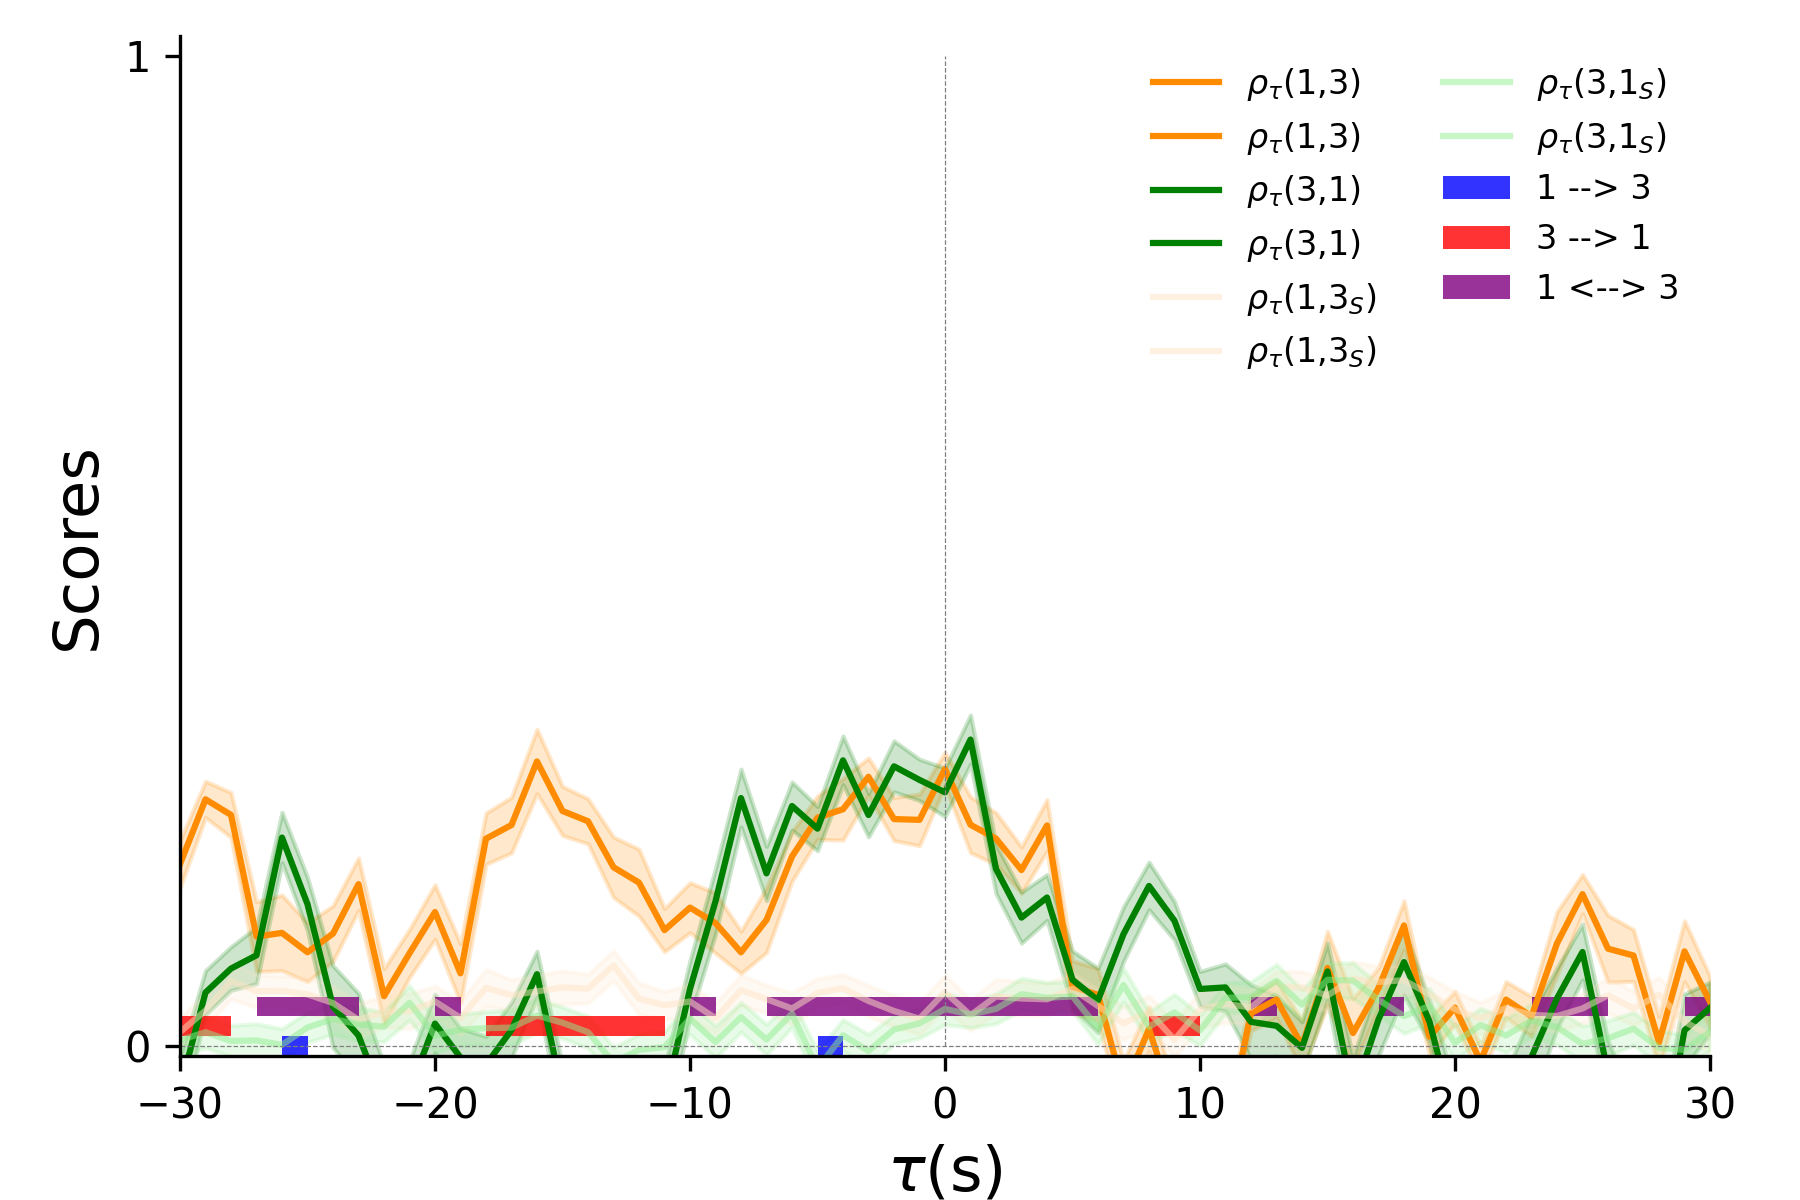 1
ρτ(1,3)
ρτ(1,3)
ρτ(3,1)
ρτ(3,1)
ρτ(1,3S)
ρτ(1,3S)
ρτ(3,1S)
ρτ(3,1S)
1 --> 3
3 --> 1
1 <--> 3
Scores
0
−30 −20 −10 0 10 20 30
τ(s)